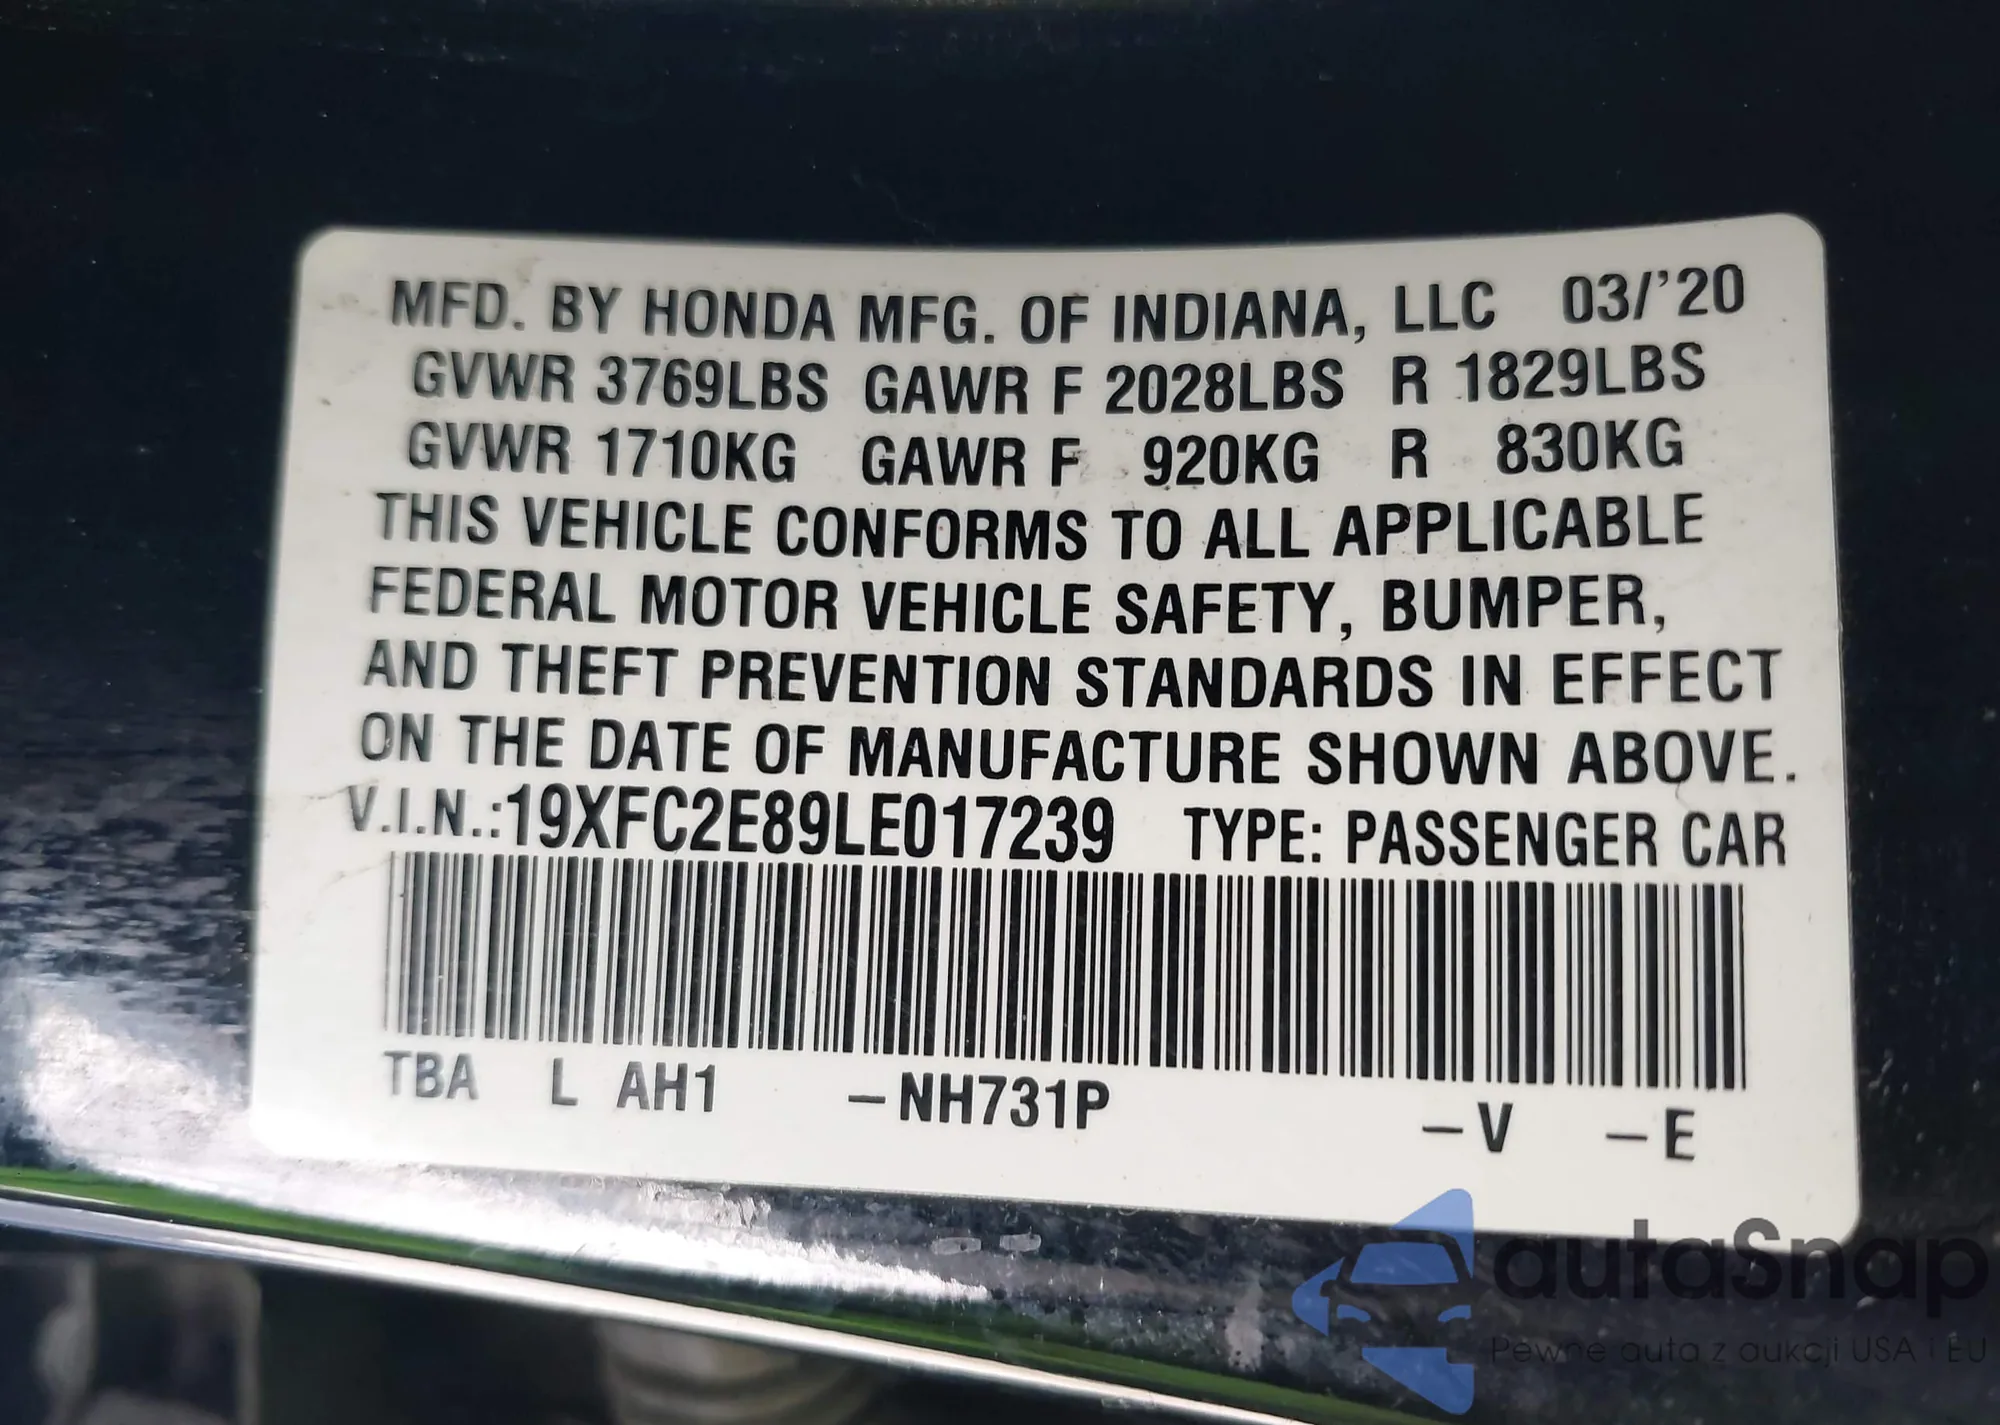 MFD. BY HONDA MFG. OF INDIANA, LLC 03/'20
GVWR 3769LBS GAWR F 2028LBS R 1829LBS
GVWR 1710KG GAWR F 920KG R 830KG
THIS VEHICLE CONFORMS TO ALL APPLICABLE
FEDERAL MOTOR VEHICLE SAFETY, BUMPER,
AND THEFT PREVENTION STANDARDS IN EFFECT
ON THE DATE OF MANUFACTURE SHOWN ABOVE.
V.I.N.:19XFC2E89LE017239 TYPE: PASSENGER CAR
TBA L AH1 –NH731P –V –E
autaSnap
Pewne auta z aukcji USA i EU